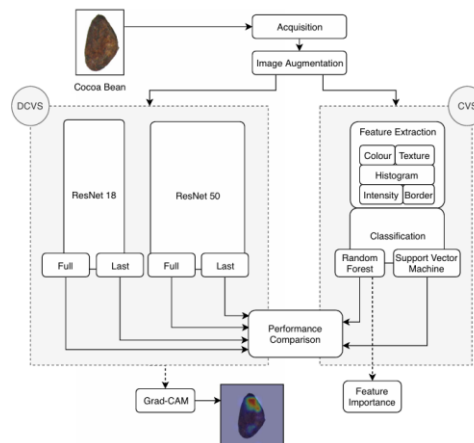 Cocoa Bean
Acquisition
Image Augmentation
DCVS
CVS
ResNet 18
ResNet 50
Full
Last
Full
Last
Feature Extraction
Colour
Texture
Histogram
Intensity
Border
Classification
Random
Forest
Support Vector
Machine
Performance
Comparison
Grad-CAM
Feature
Importance